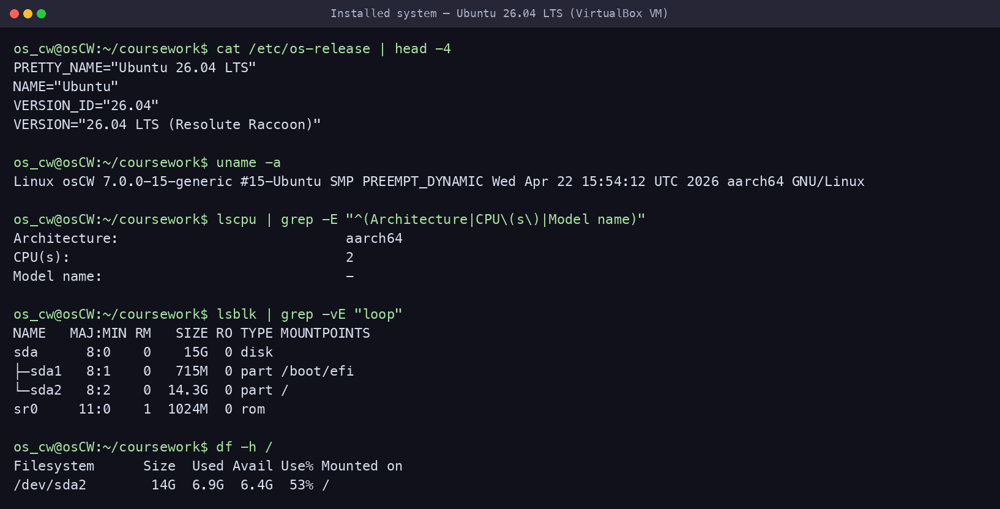 Installed system — Ubuntu 26.04 LTS (VirtualBox VM)
os_cw@osCW:~/coursework$ cat /etc/os-release | head -4
PRETTY_NAME="Ubuntu 26.04 LTS"
NAME="Ubuntu"
VERSION_ID="26.04"
VERSION="26.04 LTS (Resolute Raccoon)"
os_cw@osCW:~/coursework$ uname -a
Linux osCW 7.0.0-15-generic #15-Ubuntu SMP PREEMPT_DYNAMIC Wed Apr 22 15:54:12 UTC 2026 aarch64 GNU/Linux
os_cw@osCW:~/coursework$ lscpu | grep -E "^(Architecture|CPU\(s\)|Model name)"
Architecture:                            aarch64
CPU(s):                                  2
Model name:                              -
os_cw@osCW:~/coursework$ lsblk | grep -vE "loop"
NAME   MAJ:MIN RM   SIZE RO TYPE MOUNTPOINTS
sda      8:0    0    15G  0 disk
├─sda1   8:1    0   715M  0 part /boot/efi
└─sda2   8:2    0  14.3G  0 part /
sr0     11:0    1  1024M  0 rom
os_cw@osCW:~/coursework$ df -h /
Filesystem      Size  Used Avail Use% Mounted on
/dev/sda2        14G  6.9G  6.4G  53% /